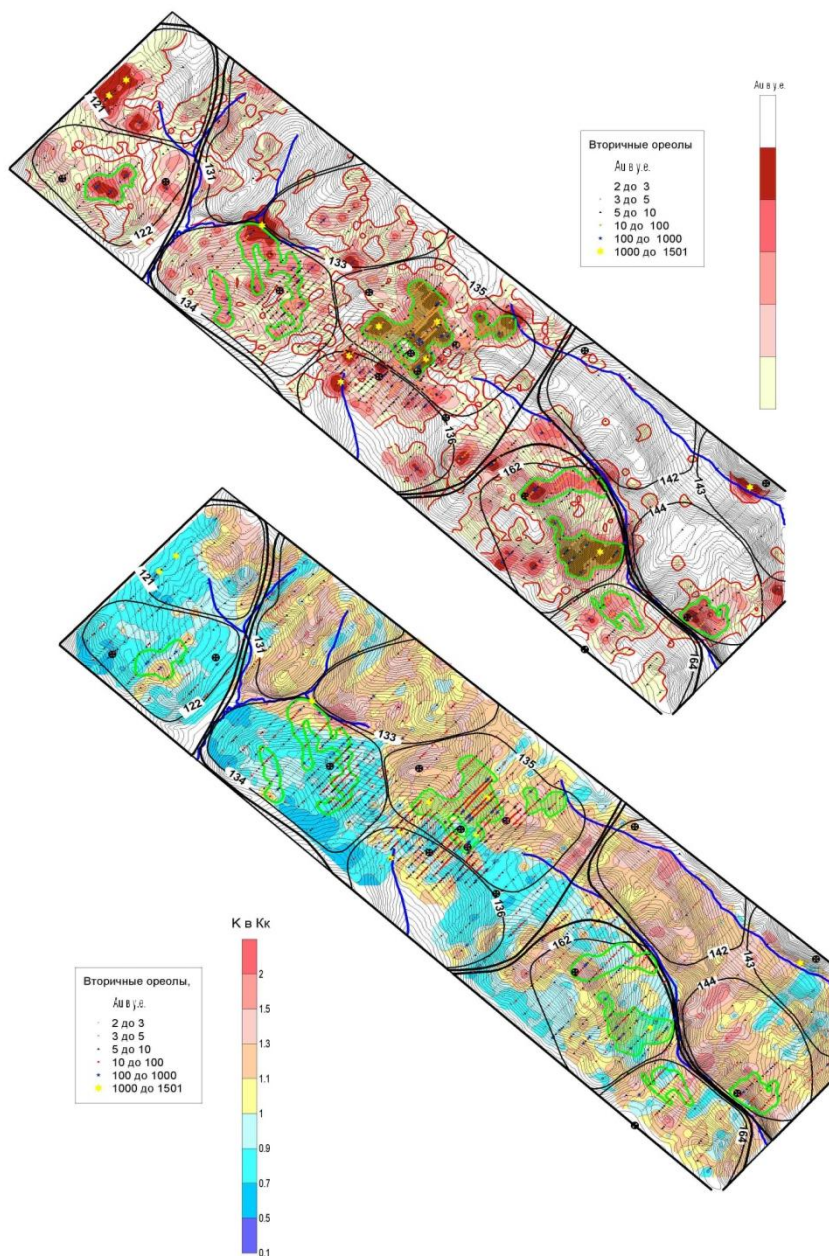 Au в у.е.
Вторичные ореолы
Au в у.е.
2 до 3
3 до 5
5 до 10
10 до 100
100 до 1000
1000 до 1501
121
131
122
133
134
135
136
162
142
143
144
164
121
131
122
133
134
135
136
162
142
143
144
164
К в Кк
2
1.5
1.3
1.1
1
0.9
0.7
0.5
0.1
Вторичные ореолы,
Au в у.е.
2 до 3
3 до 5
5 до 10
10 до 100
100 до 1000
1000 до 1501